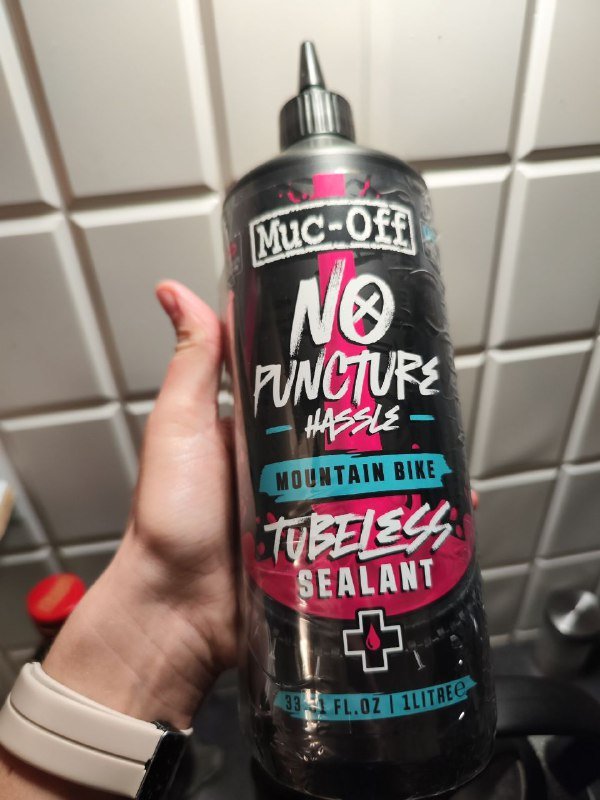 Muc-Off
NO
PUNCTURE
HASSLE
MOUNTAIN BIKE
TUBELESS
SEALANT
FL.OZ | 1LITRE ℮